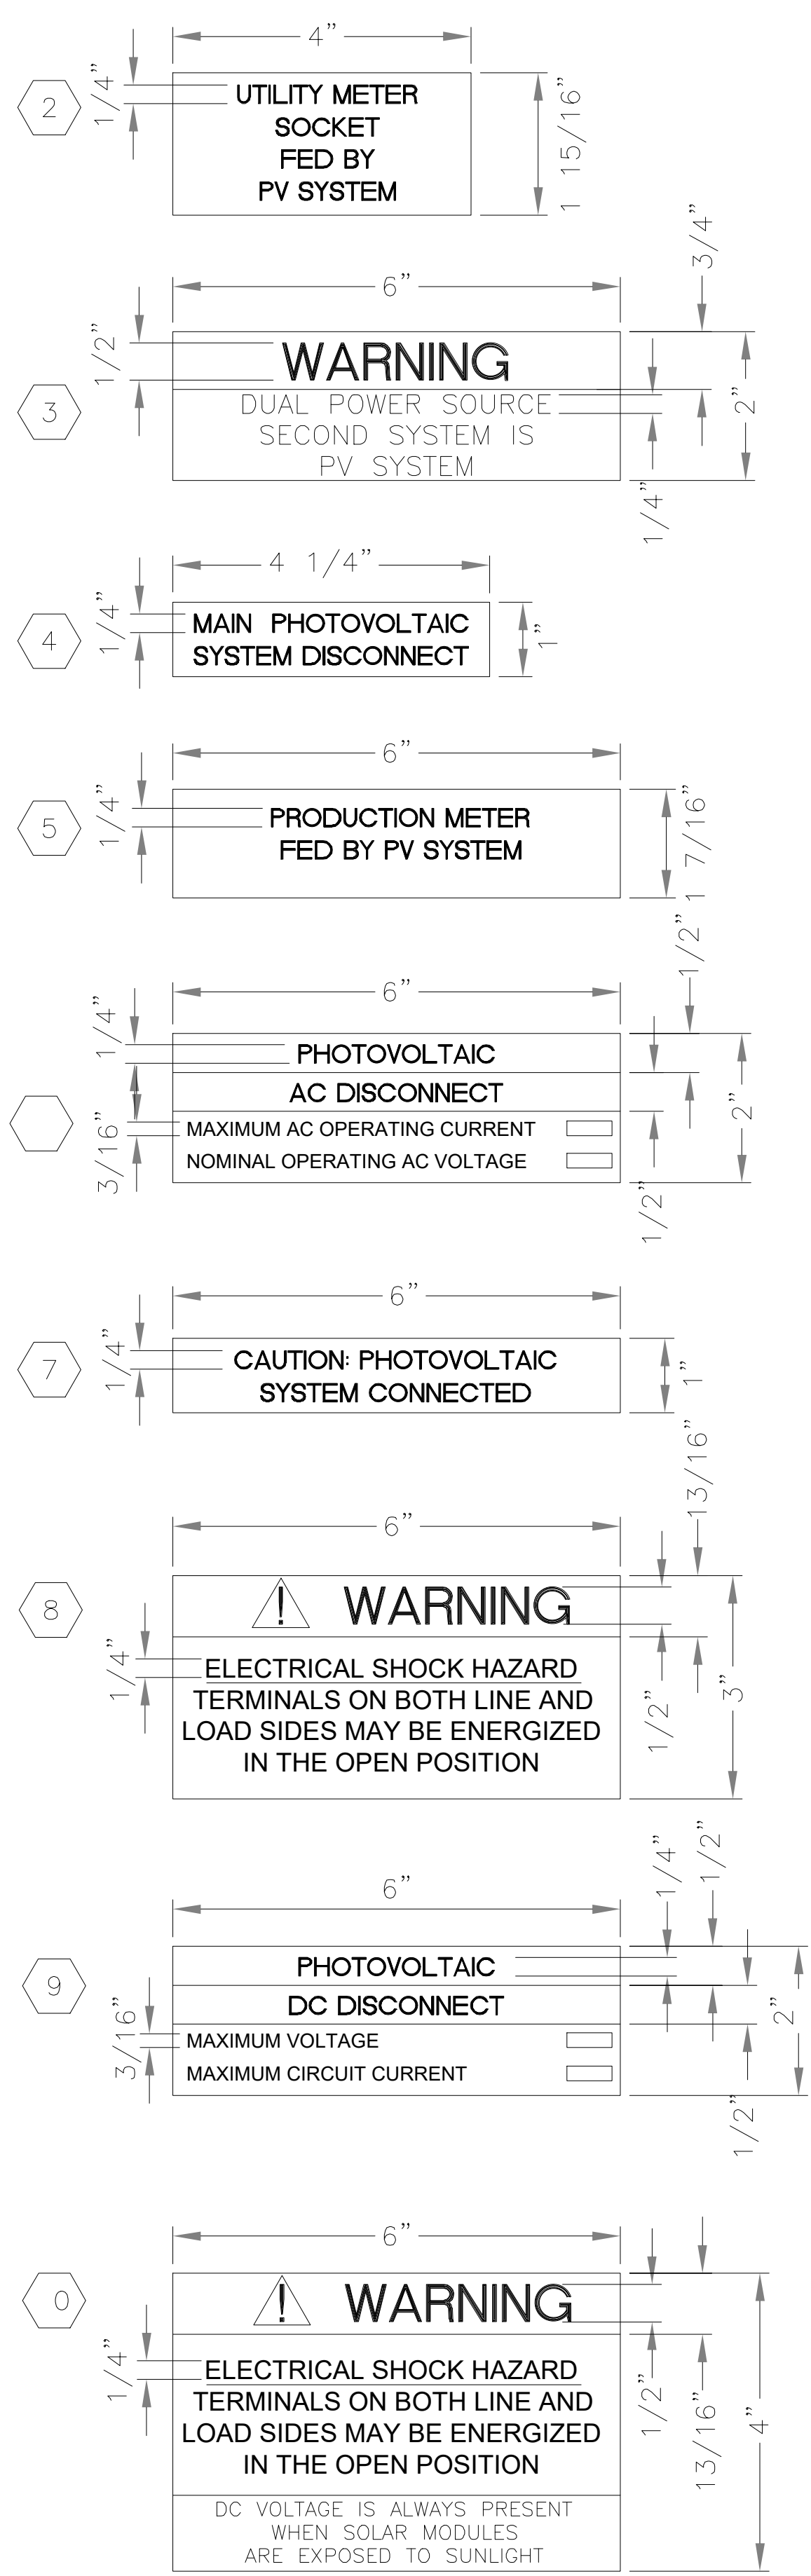 4"
2
1/4"
UTILITY METER
SOCKET
FED BY
PV SYSTEM
1 15/16"
6"
3/4"
3
1/2"
WARNING
DUAL POWER SOURCE
SECOND SYSTEM IS
PV SYSTEM
2"
1/4"
4 1/4"
4
1/4"
MAIN PHOTOVOLTAIC
SYSTEM DISCONNECT
1"
6"
5
1/4"
PRODUCTION METER
FED BY PV SYSTEM
1 7/16"
6"
1/2"
1/4"
PHOTOVOLTAIC
AC DISCONNECT
3/16"
MAXIMUM AC OPERATING CURRENT
NOMINAL OPERATING AC VOLTAGE
2"
1/2"
6"
7
1/4"
CAUTION: PHOTOVOLTAIC
SYSTEM CONNECTED
1"
6"
13/16"
8
WARNING
1/4"
ELECTRICAL SHOCK HAZARD
TERMINALS ON BOTH LINE AND
LOAD SIDES MAY BE ENERGIZED
IN THE OPEN POSITION
1/2"
3"
6"
1/4"
1/2"
9
PHOTOVOLTAIC
DC DISCONNECT
3/16"
MAXIMUM VOLTAGE
MAXIMUM CIRCUIT CURRENT
2"
1/2"
6"
0
! WARNING
1/4"
ELECTRICAL SHOCK HAZARD
TERMINALS ON BOTH LINE AND
LOAD SIDES MAY BE ENERGIZED
IN THE OPEN POSITION
DC VOLTAGE IS ALWAYS PRESENT
WHEN SOLAR MODULES
ARE EXPOSED TO SUNLIGHT
1/2"
13/16"
4"